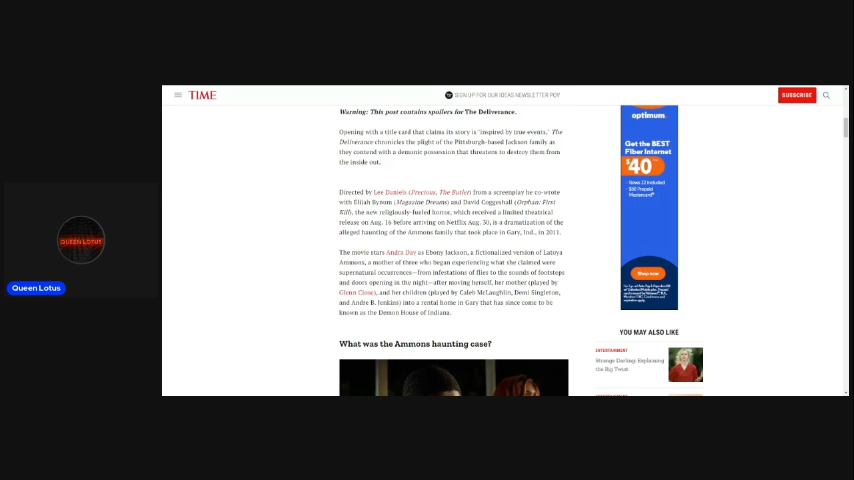 TIME
SIGN UP FOR OUR IDEAS NEWSLETTER POV
SUBSCRIBE
Warning: This post contains spoilers for The Deliverance.
Opening with a title card that claims its story is "inspired by true events," The
Deliverance chronicles the plight of the Pittsburgh-based Jackson family as
they contend with a demonic possession that threatens to destroy them from
the inside out.
Directed by Lee Daniels (Precious, The Butler) from a screenplay he co-wrote
with Elijah Bynum (Magazine Dreams) and David Coggeshall (Orphan: First
Kill), the new religiously-fueled horror, which received a limited theatrical
release on Aug. 16 before arriving on Netflix Aug. 30, is a dramatization of the
alleged haunting of the Ammons family that took place in Gary, Ind., in 2011.
The movie stars Andra Day as Ebony Jackson, a fictionalized version of Latoya
Ammons, a mother of three who began experiencing what she claimed were
supernatural occurrences—from infestations of flies to the sounds of footsteps
and doors opening in the night—after moving herself, her mother (played by
Glenn Close), and her children (played by Caleb McLaughlin, Demi Singleton,
and Andre B. Jenkins) into a rental home in Gary that has since come to be
known as the Demon House of Indiana.
What was the Ammons haunting case?
optimum.
Get the BEST
Fiber Internet
$40
Shop now
YOU MAY ALSO LIKE
ENTERTAINMENT
Strange Darling: Explaining
the Big Twist
QUEEN LOTUS
Queen Lotus